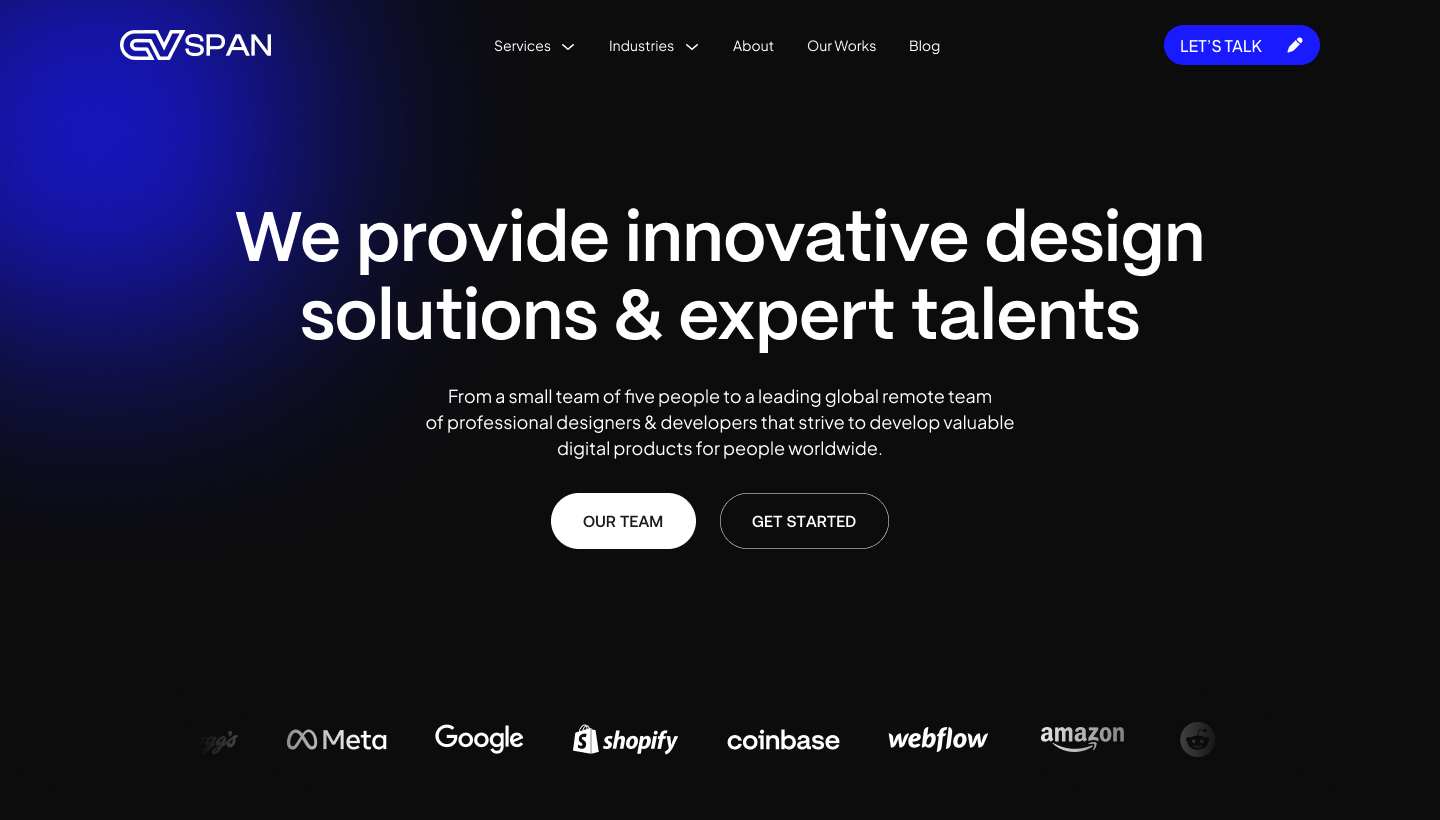 GVSPAN
Services
Industries
About
Our Works
Blog
LET'S TALK
We provide innovative design
solutions & expert talents
From a small team of five people to a leading global remote team
of professional designers & developers that strive to develop valuable
digital products for people worldwide.
OUR TEAM
GET STARTED
Meta
Google
shopify
coinbase
webflow
amazon